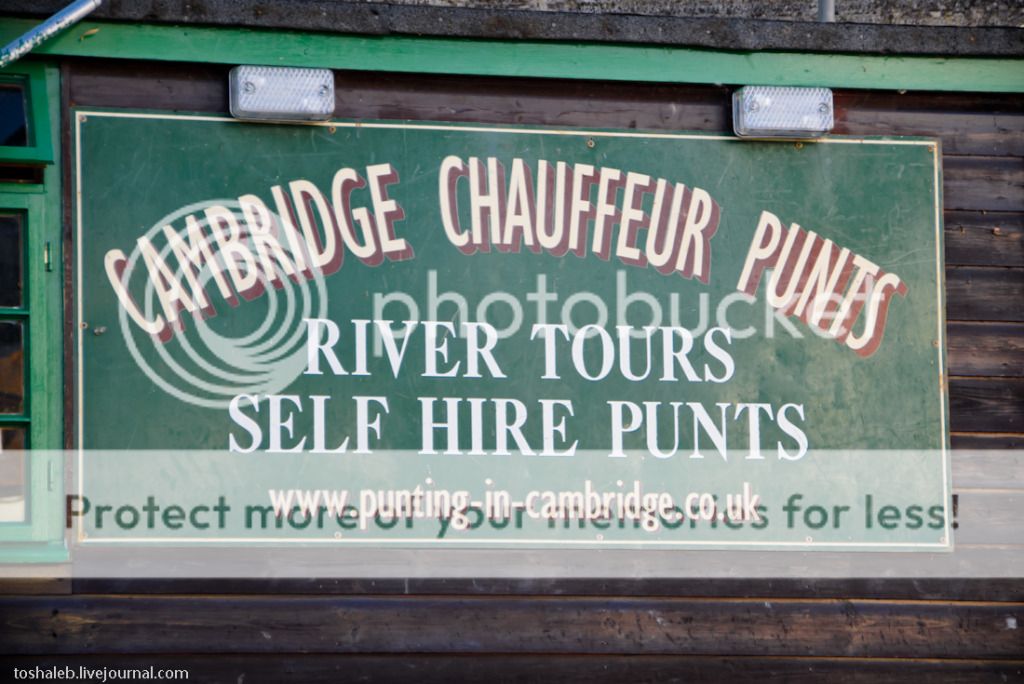 CAMBRIDGE CHAUFFEUR PUNTS
photobucket
RIVER TOURS
SELF HIRE PUNTS
www.punting-in-cambridge.co.uk
Protect more of your memories for less!
toshaleb.livejournal.com